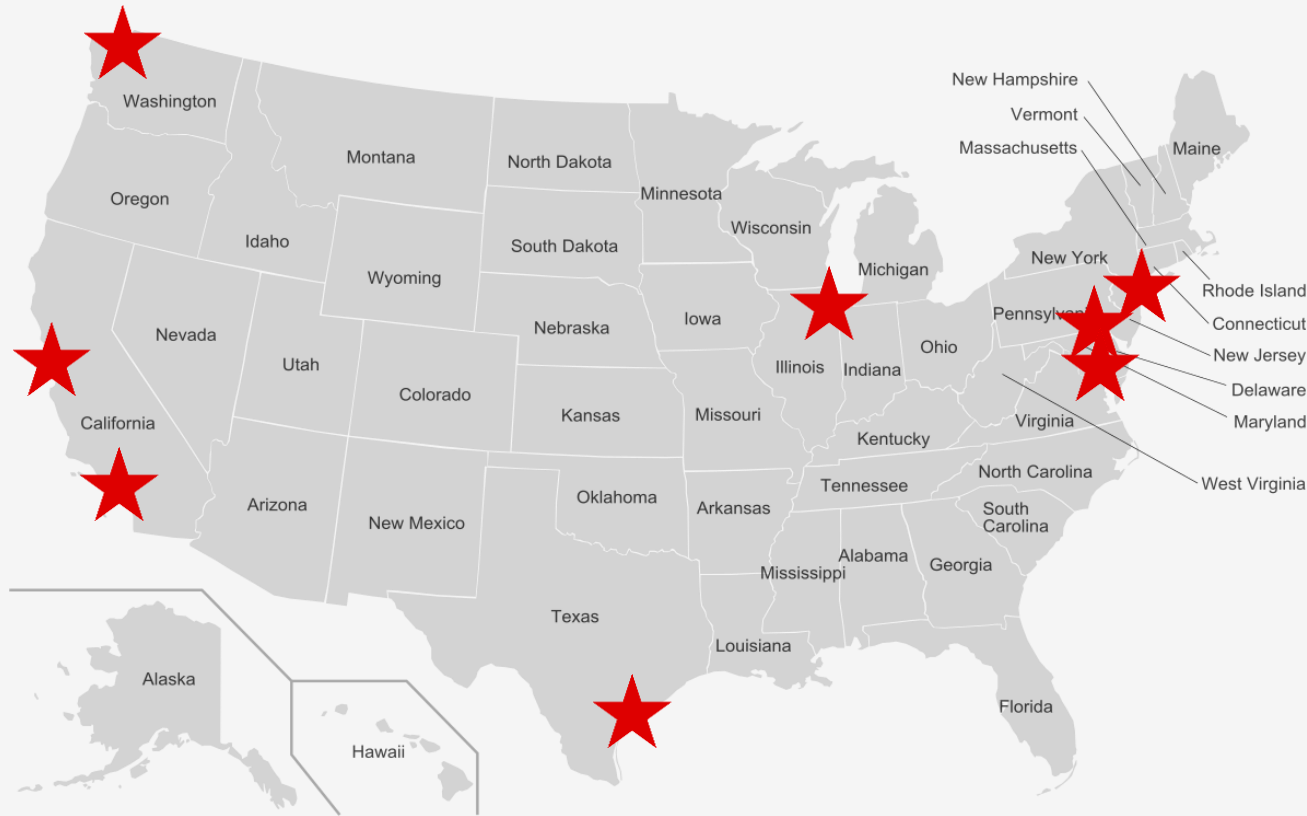 New Hampshire
Vermont
Massachusetts
Maine
Washington
Montana
North Dakota
Minnesota
Oregon
Idaho
Wyoming
South Dakota
Wisconsin
Michigan
New York
Rhode Island
Connecticut
New Jersey
Delaware
Maryland
West Virginia
Nevada
Utah
Colorado
Nebraska
Iowa
Illinois
Indiana
Ohio
Pennsylvani
California
Kansas
Missouri
Kentucky
Virginia
Arizona
New Mexico
Oklahoma
Arkansas
Tennessee
North Carolina
South
Carolina
Texas
Louisiana
Mississippi
Alabama
Georgia
Florida
Alaska
Hawaii